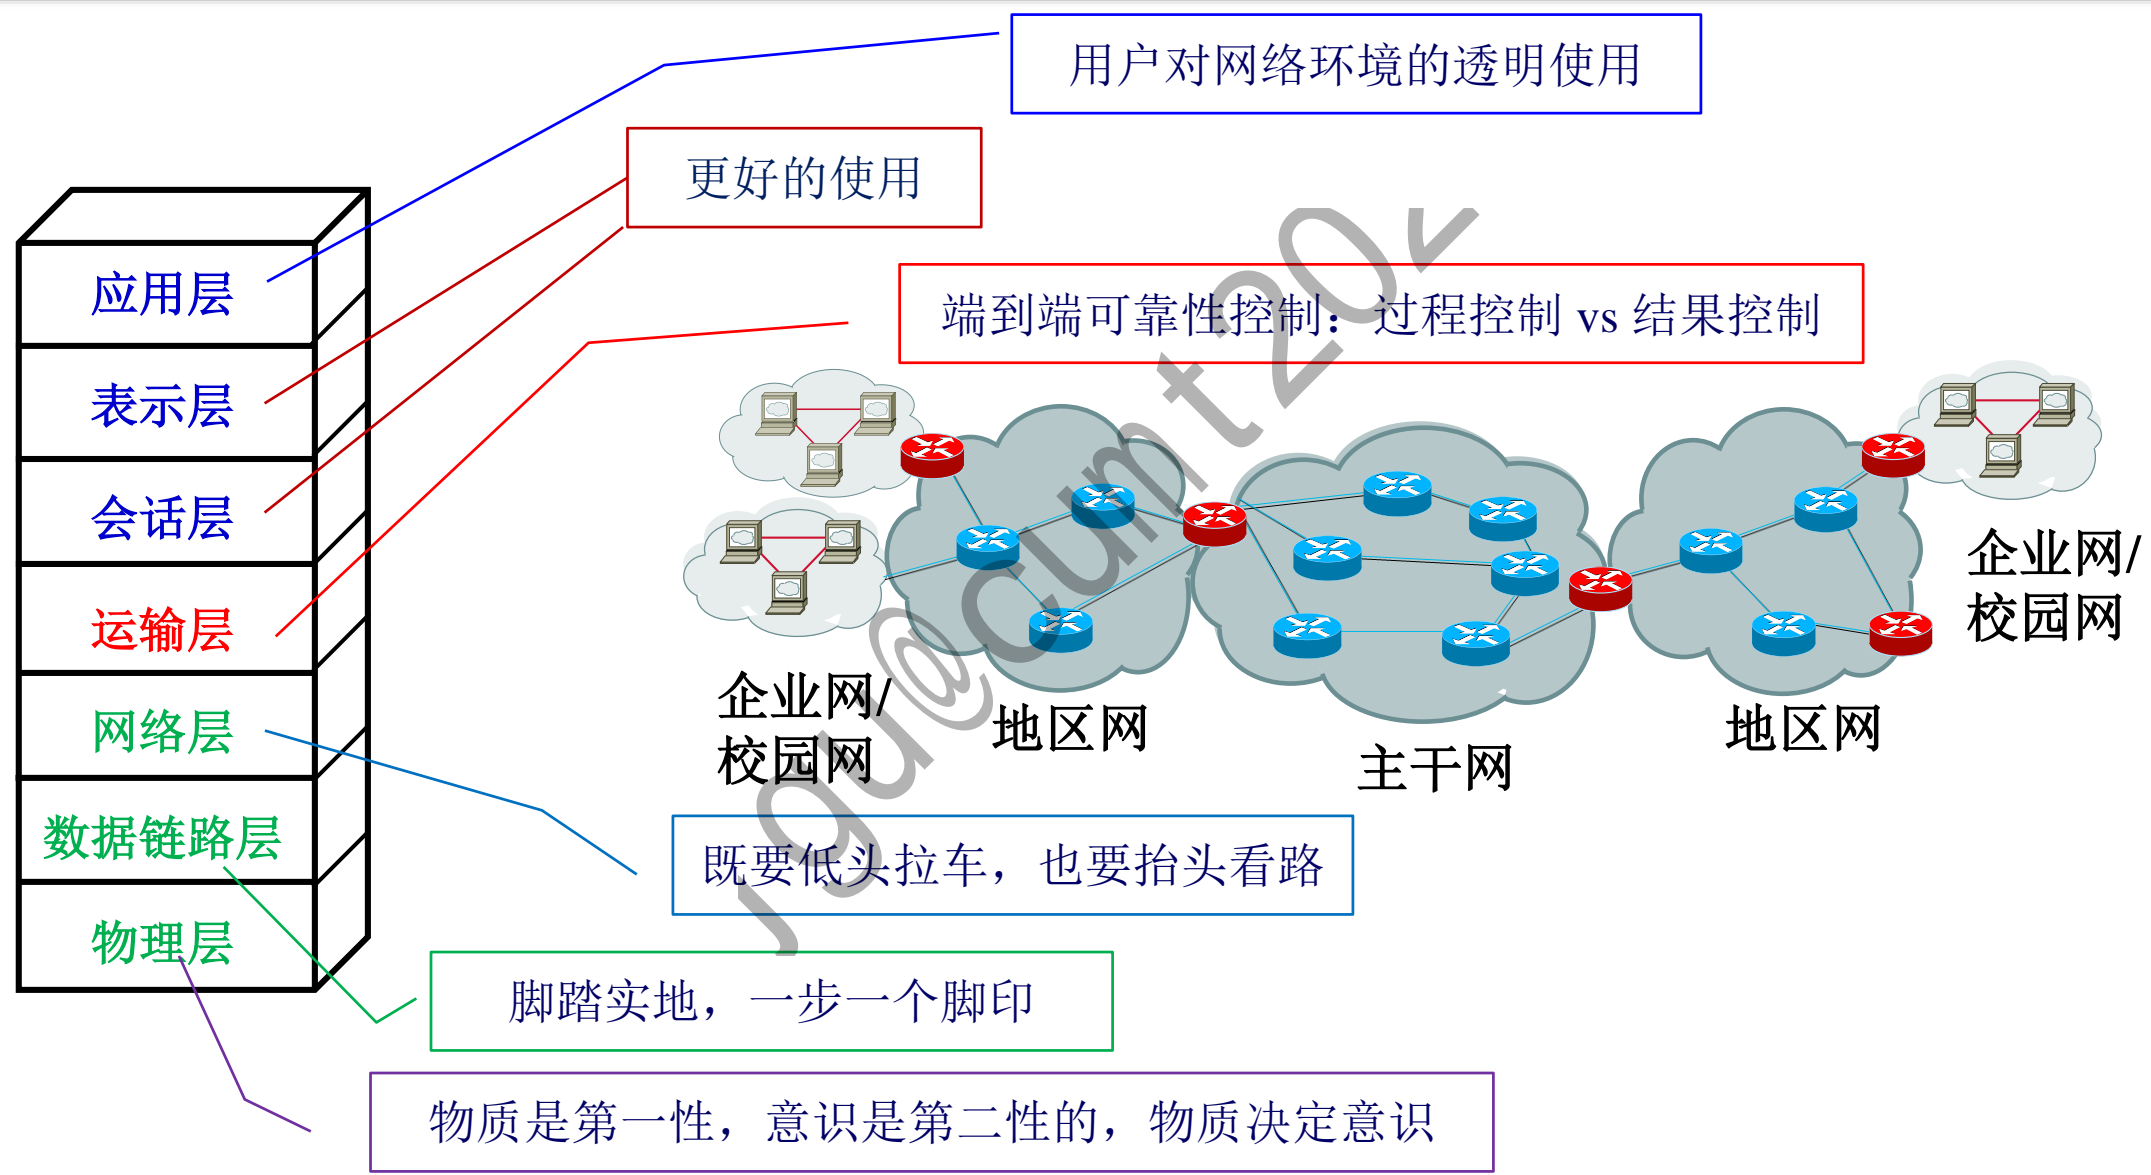 用户对网络环境的透明使用
更好的使用
端到端可靠性控制：过程控制 vs 结果控制
应用层
表示层
会话层
运输层
网络层
数据链路层
物理层
企业网/
校园网
地区网
主干网
地区网
企业网/
校园网
既要低头拉车，也要抬头看路
脚踏实地，一步一个脚印
物质是第一性，意识是第二性的，物质决定意识
gu@cumt202